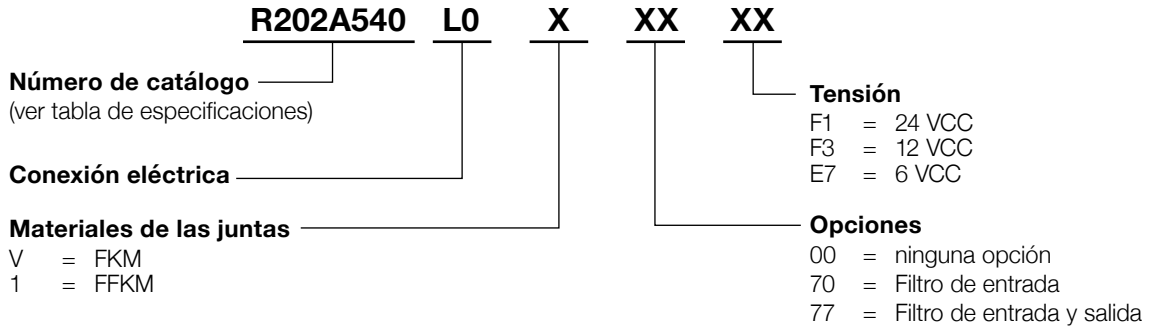 R202A540 L0 X XX XX
Número de catálogo
(ver tabla de especificaciones)
Conexión eléctrica
Materiales de las juntas
V = FKM
1 = FFKM
Tensión
F1 = 24 VCC
F3 = 12 VCC
E7 = 6 VCC
Opciones
00 = ninguna opción
70 = Filtro de entrada
77 = Filtro de entrada y salida